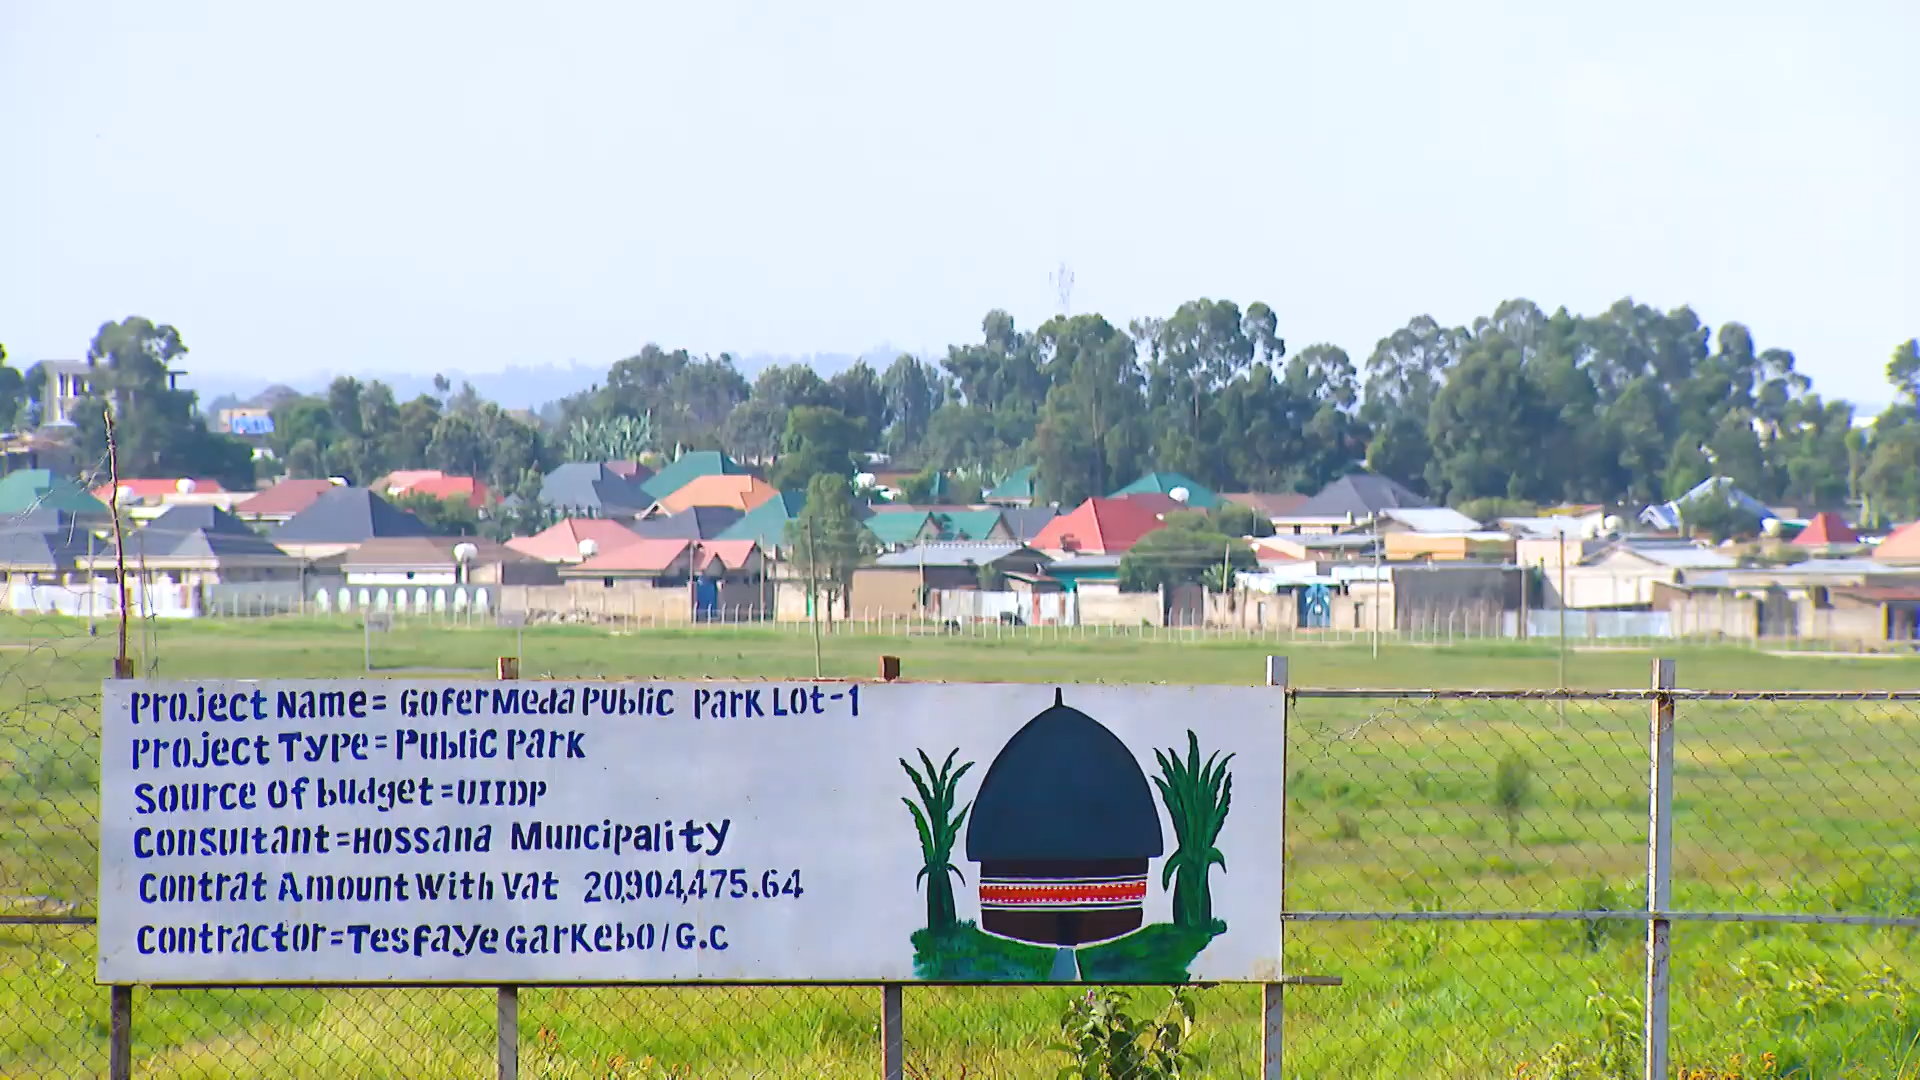 Project Name= Gofermeda Public Park Lot-1
Project Type= Public Park
Source of budget=UIIDP
Consultant=Hossana Muncipality
Contrat Amount With Vat 20,904,475.64
Contractor=Tesfaye Garkebo/G.C